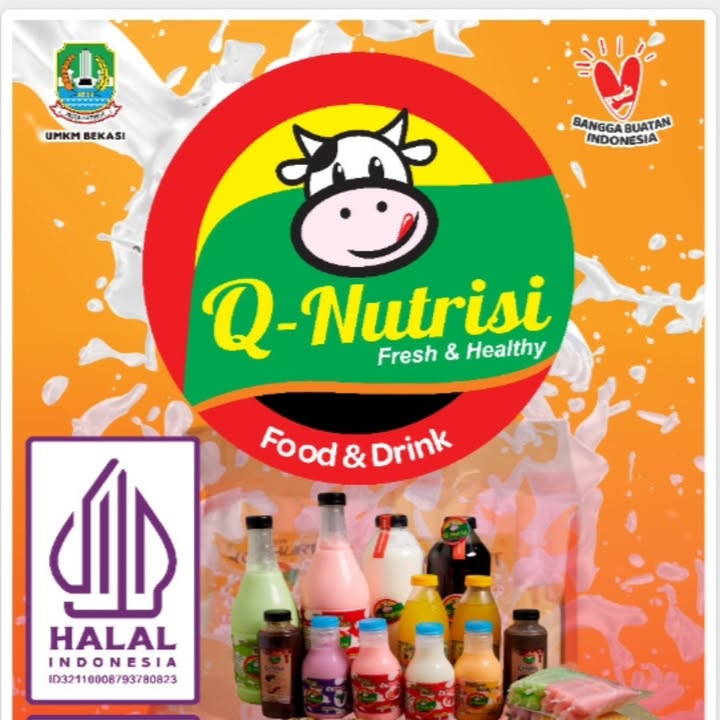 UMKM BEKASI
BANGGA BUATAN
INDONESIA
Q-Nutrisi
Fresh & Healthy
Food & Drink
HALAL
INDONESIA
ID32110008793780823